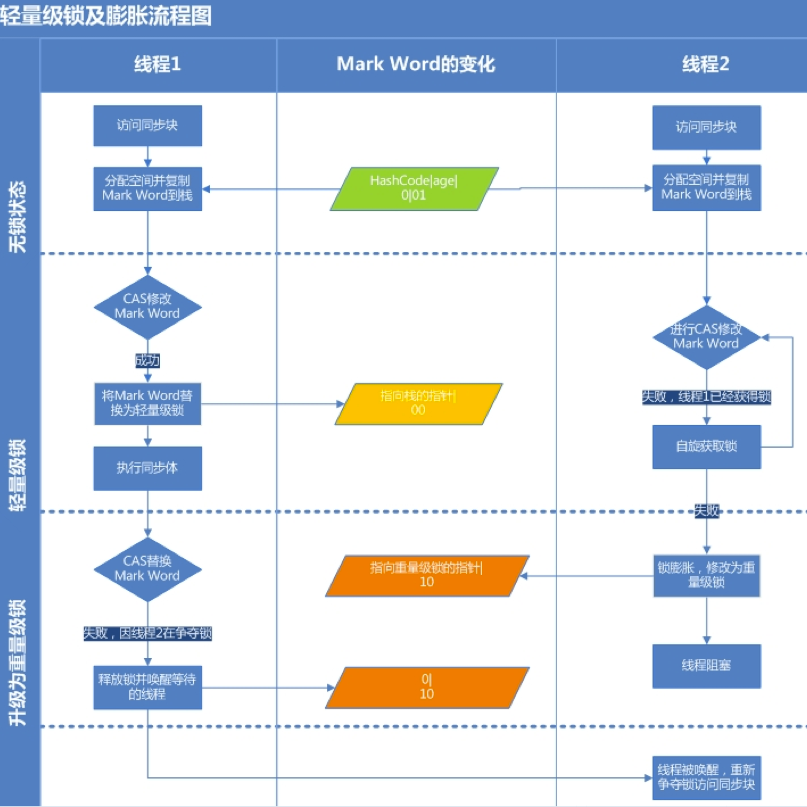 轻量级锁及膨胀流程图
线程1
Mark Word的变化
线程2
无锁状态
访问同步块
访问同步块
分配空间并复制
Mark Word到栈
HashCode|age|
0|01
分配空间并复制
Mark Word到栈
轻量级锁
CAS修改
Mark Word
进行CAS修改
Mark Word
成功
将Mark Word替
换为轻量级锁
指向栈的指针|
00
失败，线程1已经获得锁
自旋获取锁
执行同步体
失败
升级为重量级锁
CAS替换
Mark Word
指向重量级锁的指针|
10
锁膨胀，修改为重
量级锁
失败，因线程2在争夺锁
释放锁并唤醒等待
的线程
0|
10
线程阻塞
线程被唤醒，重新
争夺锁访问同步块